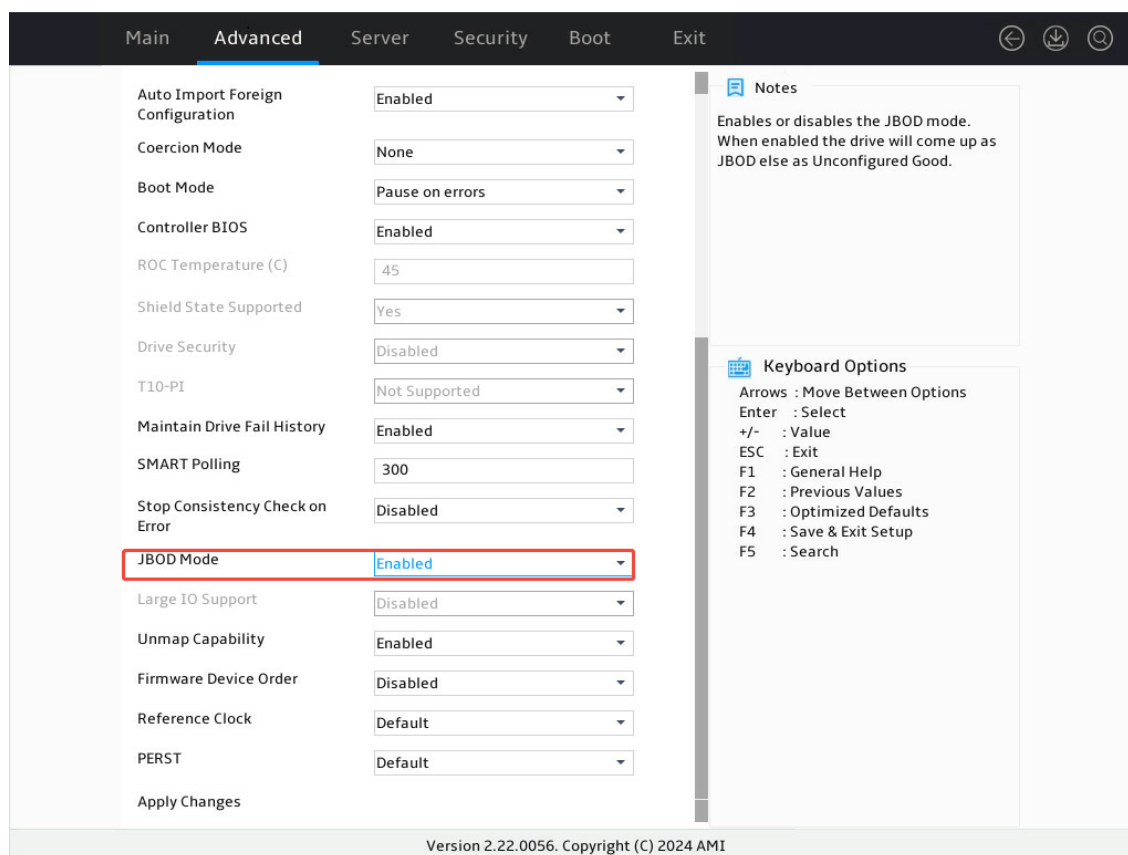 Main Advanced Server Security Boot Exit
Auto Import Foreign
Configuration
Enabled
Coercion Mode
None
Boot Mode
Pause on errors
Controller BIOS
Enabled
ROC Temperature (C)
45
Shield State Supported
Yes
Drive Security
Disabled
T10-PI
Not Supported
Maintain Drive Fail History
Enabled
SMART Polling
300
Stop Consistency Check on
Error
Disabled
JBOD Mode
Enabled
Large IO Support
Disabled
Unmap Capability
Enabled
Firmware Device Order
Disabled
Reference Clock
Default
PERST
Default
Apply Changes
Notes
Enables or disables the JBOD mode.
When enabled the drive will come up as
JBOD else as Unconfigured Good.
Keyboard Options
Arrows : Move Between Options
Enter : Select
+/- : Value
ESC : Exit
F1 : General Help
F2 : Previous Values
F3 : Optimized Defaults
F4 : Save & Exit Setup
F5 : Search
Version 2.22.0056. Copyright (C) 2024 AMI